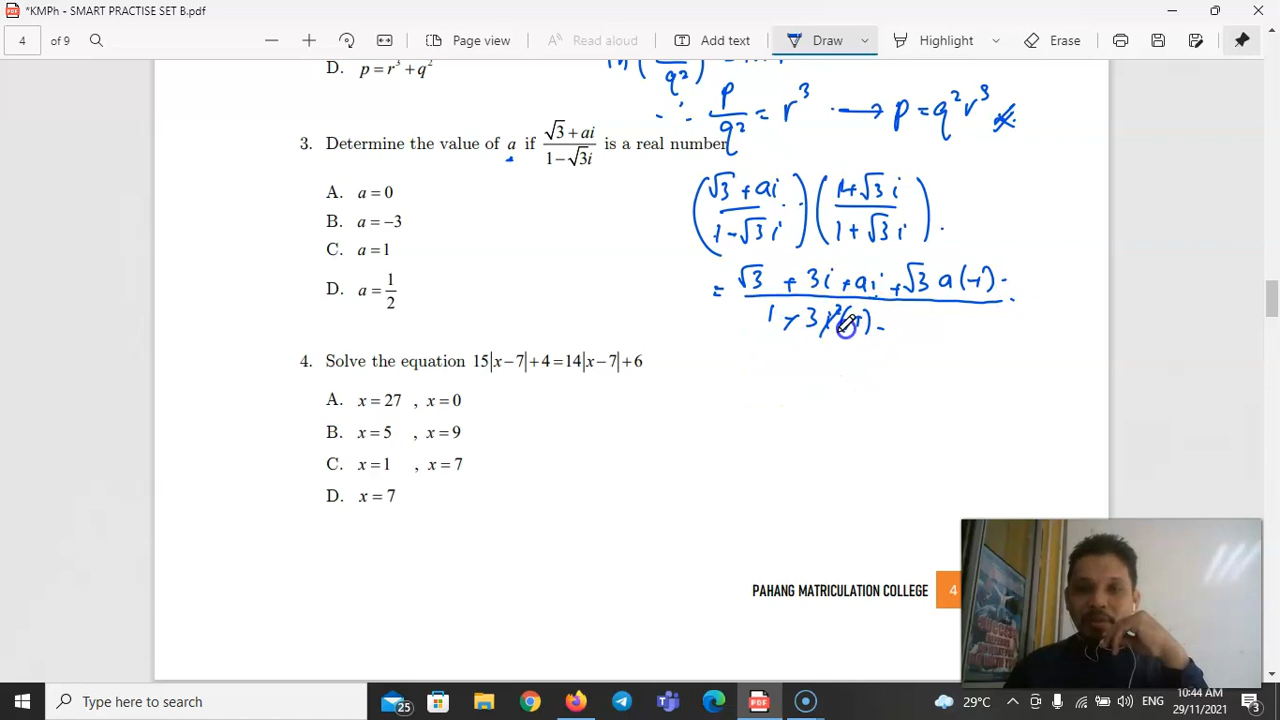 *KMPh - SMART PRACTISE SET B.pdf
4 of 9 Page view Read aloud Add text Draw Highlight Erase
D. p = r³ + q²
∴ p/q² = r³ → p = q²r³
3. Determine the value of a if (√3 + ai)/(1 − √3i) is a real number
A. a = 0
B. a = −3
C. a = 1
D. a = 1/2
((√3 + ai)/(1 − √3i)) ((1 + √3i)/(1 + √3i))
= (√3 + 3i + ai + √3 a(−1))/
4. Solve the equation 15|x − 7| + 4 = 14|x − 7| + 6
A. x = 27 , x = 0
B. x = 5 , x = 9
C. x = 1 , x = 7
D. x = 7
PAHANG MATRICULATION COLLEGE 4
Type here to search
25
29°C ENG
10:44 AM
29/11/2021
3